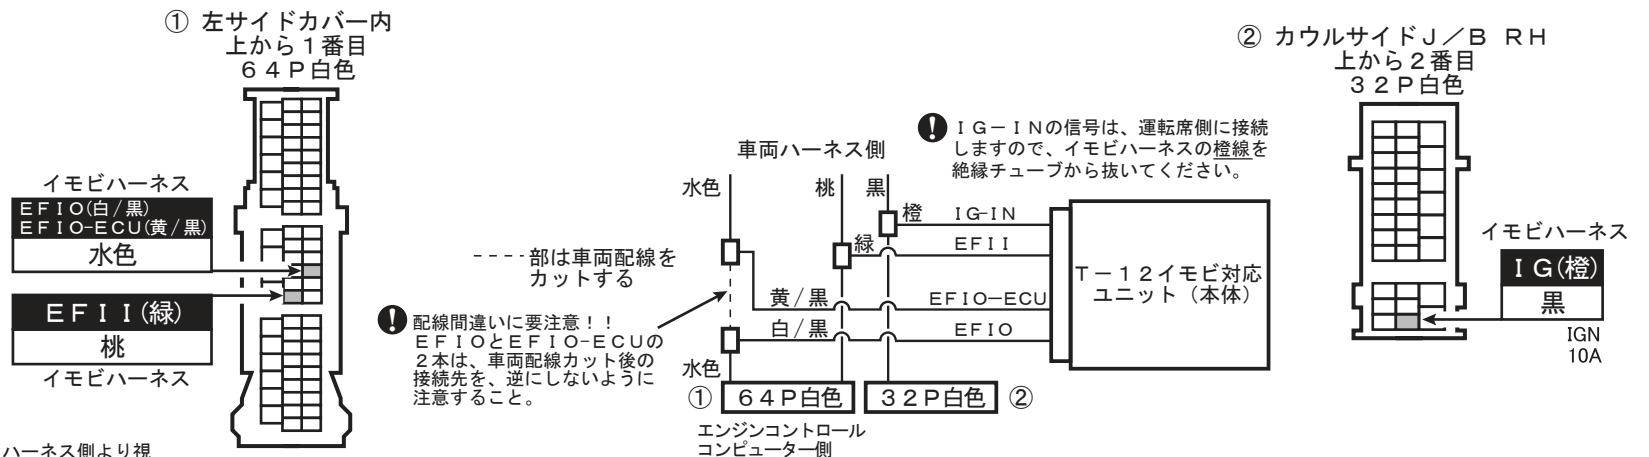 ① 左サイドカバー内
上から１番目
６４Ｐ白色
イモビハーネス
ＥＦＩＯ(白/黒)
ＥＦＩＯ-ＥＣＵ(黄/黒)
水色
ＥＦＩＩ(緑)
桃
イモビハーネス
ハーネス側より視
----部は車両配線を
カットする
! 配線間違いに要注意！！
ＥＦＩＯとＥＦＩＯ-ＥＣＵの
２本は、車両配線カット後の
接続先を、逆にしないように
注意すること。
! ＩＧ－ＩＮの信号は、運転席側に接続
しますので、イモビハーネスの橙線を
絶縁チューブから抜いてください。
車両ハーネス側
水色 桃 黒
橙 IG-IN
緑 EFII
黄/黒 EFIO-ECU
白/黒 EFIO
水色
Ｔ－１２イモビ対応
ユニット（本体）
① ６４Ｐ白色 ３２Ｐ白色 ②
エンジンコントロール
コンピューター側
② カウルサイドＪ／Ｂ ＲＨ
上から２番目
３２Ｐ白色
イモビハーネス
ＩＧ(橙)
黒
IGN
10A